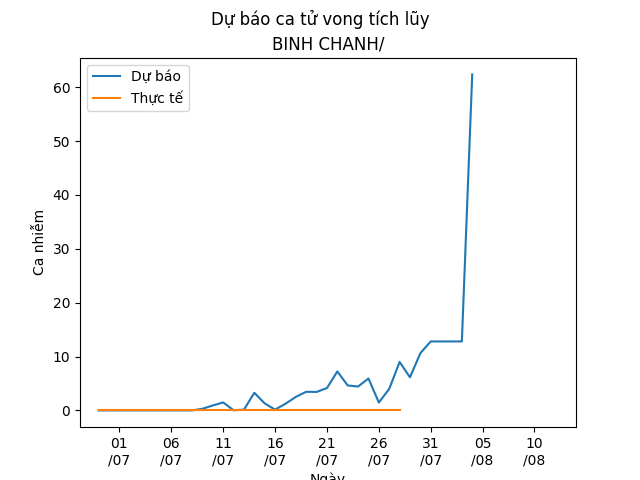 Dự báo ca tử vong tích lũy
BINH CHANH/
Dự báo
Thực tế
Ca nhiễm
60
50
40
30
20
10
0
01 06 11 16 21 26 31 05 10
/07 /07 /07 /07 /07 /07 /07 /08 /08
Ngày